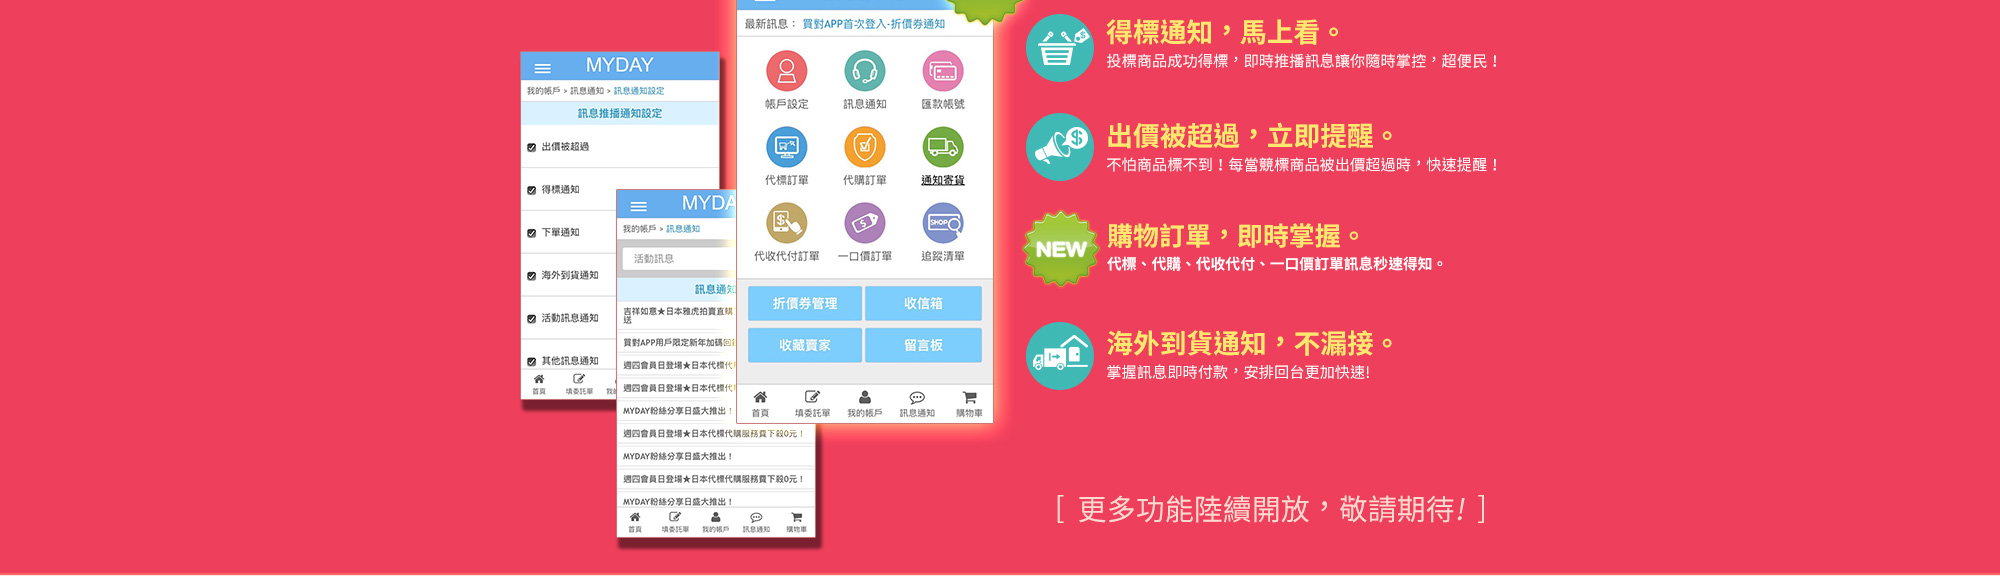 MYDAY
我的帳戶 > 訊息通知 > 訊息通知設定
訊息推播通知設定
出價被超過
得標通知
下單通知
海外到貨通知
活動訊息通知
其他訊息通知
首頁 填委託單
MYDA
我的帳戶 > 訊息通知
活動訊息
訊息通知
吉祥如意★日本雅虎拍賣直購
送
買對APP用戶限定新年加碼回
週四會員日登場★日本代標代
週四會員日登場★日本代標代
MYDAY粉絲分享日盛大推出！
週四會員日登場★日本代標代購服務費下殺0元！
MYDAY粉絲分享日盛大推出！
週四會員日登場★日本代標代購服務費下殺0元！
MYDAY粉絲分享日盛大推出！
首頁 填委託單 我的帳戶 訊息通知 購物車
最新訊息： 買對APP首次登入-折價券通知
帳戶設定 訊息通知 匯款帳號
代標訂單 代購訂單 通知寄貨
SHOP
代收代付訂單 一口價訂單 追蹤清單
折價券管理 收信箱
收藏賣家 留言板
首頁 填委託單 我的帳戶 訊息通知 購物車
得標通知，馬上看。
投標商品成功得標，即時推播訊息讓你隨時掌控，超便民！
出價被超過，立即提醒。
不怕商品標不到！每當競標商品被出價超過時，快速提醒！
NEW
購物訂單，即時掌握。
代標、代購、代收代付、一口價訂單訊息秒速得知。
海外到貨通知，不漏接。
掌握訊息即時付款，安排回台更加快速!
[ 更多功能陸續開放，敬請期待! ]